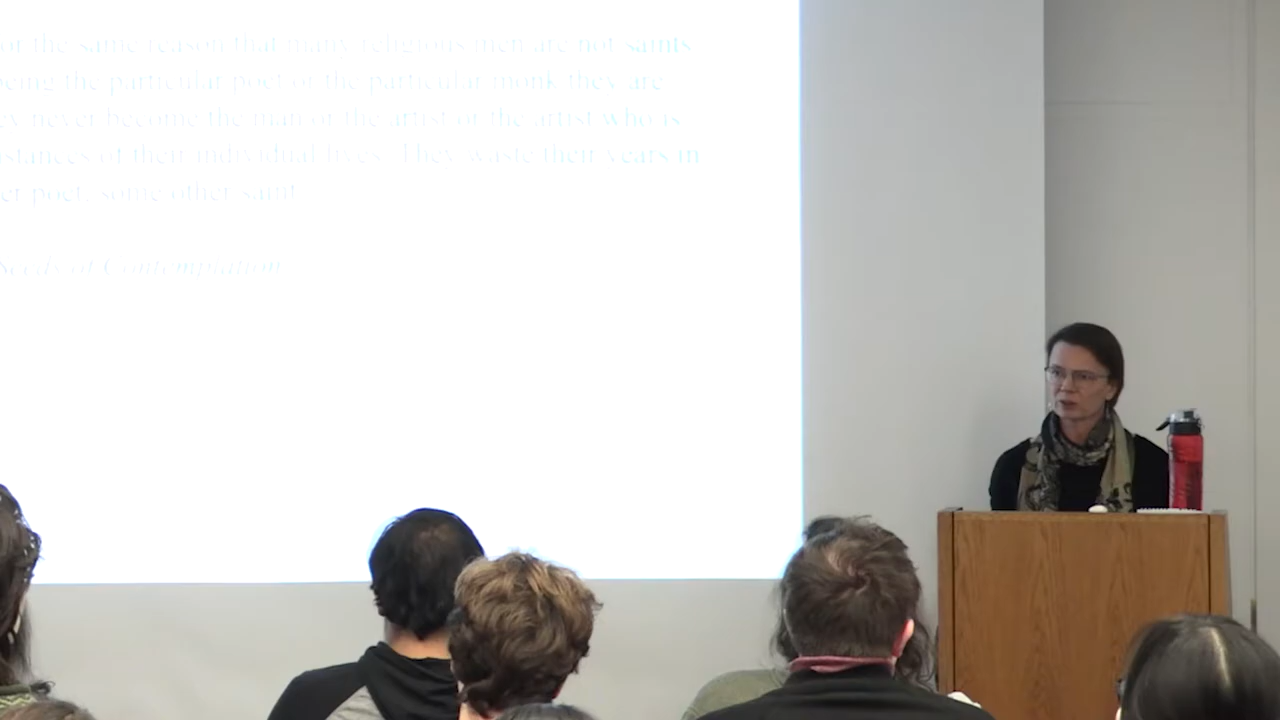 or the same reason that many religious men are not saints
being the particular poet or the particular monk they are
ey never become the man or the artist or the artist who is
mstances of their individual lives. They waste their years in
er poet, some other saint
Seeds of Contemplation